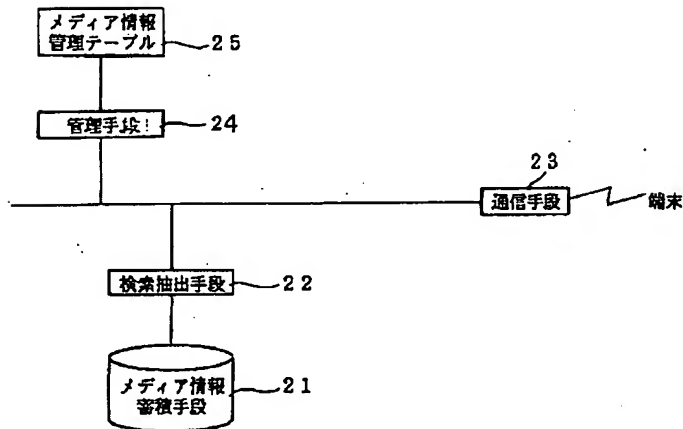 メディア情報
管理テーブル
25
管理手段
24
23
通信手段
端末
検索抽出手段
22
メディア情報
蓄積手段
21